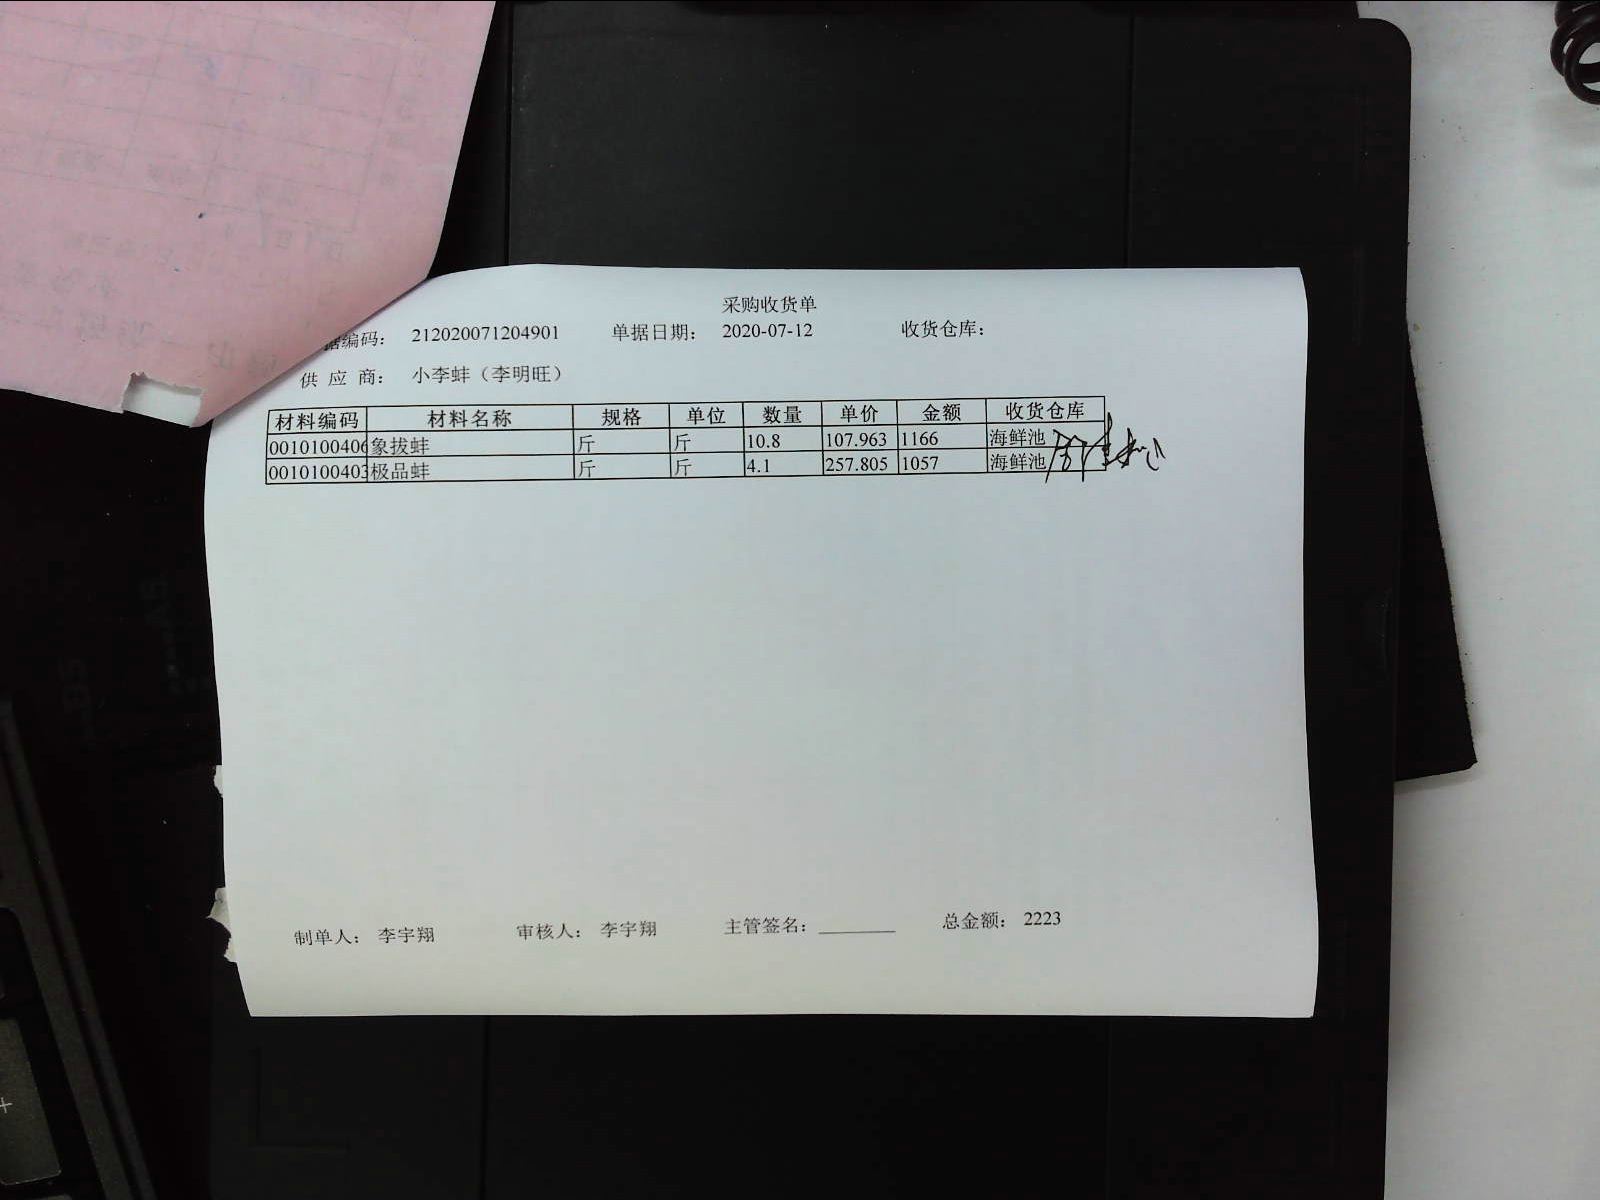 采购收货单
据编码： 212020071204901 单据日期： 2020-07-12 收货仓库：
供 应 商： 小李蚌（李明旺）
材料编码 材料名称 规格 单位 数量 单价 金额 收货仓库
0010100406 象拔蚌 斤 斤 10.8 107.963 1166 海鲜池
0010100403 极品蚌 斤 斤 4.1 257.805 1057 海鲜池
制单人： 李宇翔 审核人： 李宇翔 主管签名： 总金额： 2223